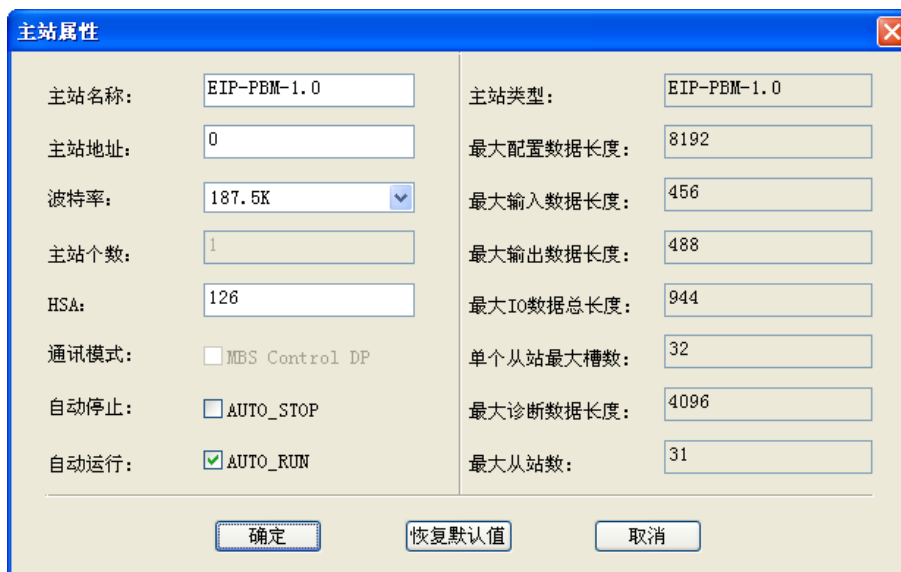 主站属性
主站名称: EIP-PBM-1.0
主站地址: 0
波特率: 187.5K
主站个数: 1
HSA: 126
通讯模式: MBS Control DP
自动停止: AUTO_STOP
自动运行: AUTO_RUN
主站类型: EIP-PBM-1.0
最大配置数据长度: 8192
最大输入数据长度: 456
最大输出数据长度: 488
最大IO数据总长度: 944
单个从站最大槽数: 32
最大诊断数据长度: 4096
最大从站数: 31
确定 恢复默认值 取消